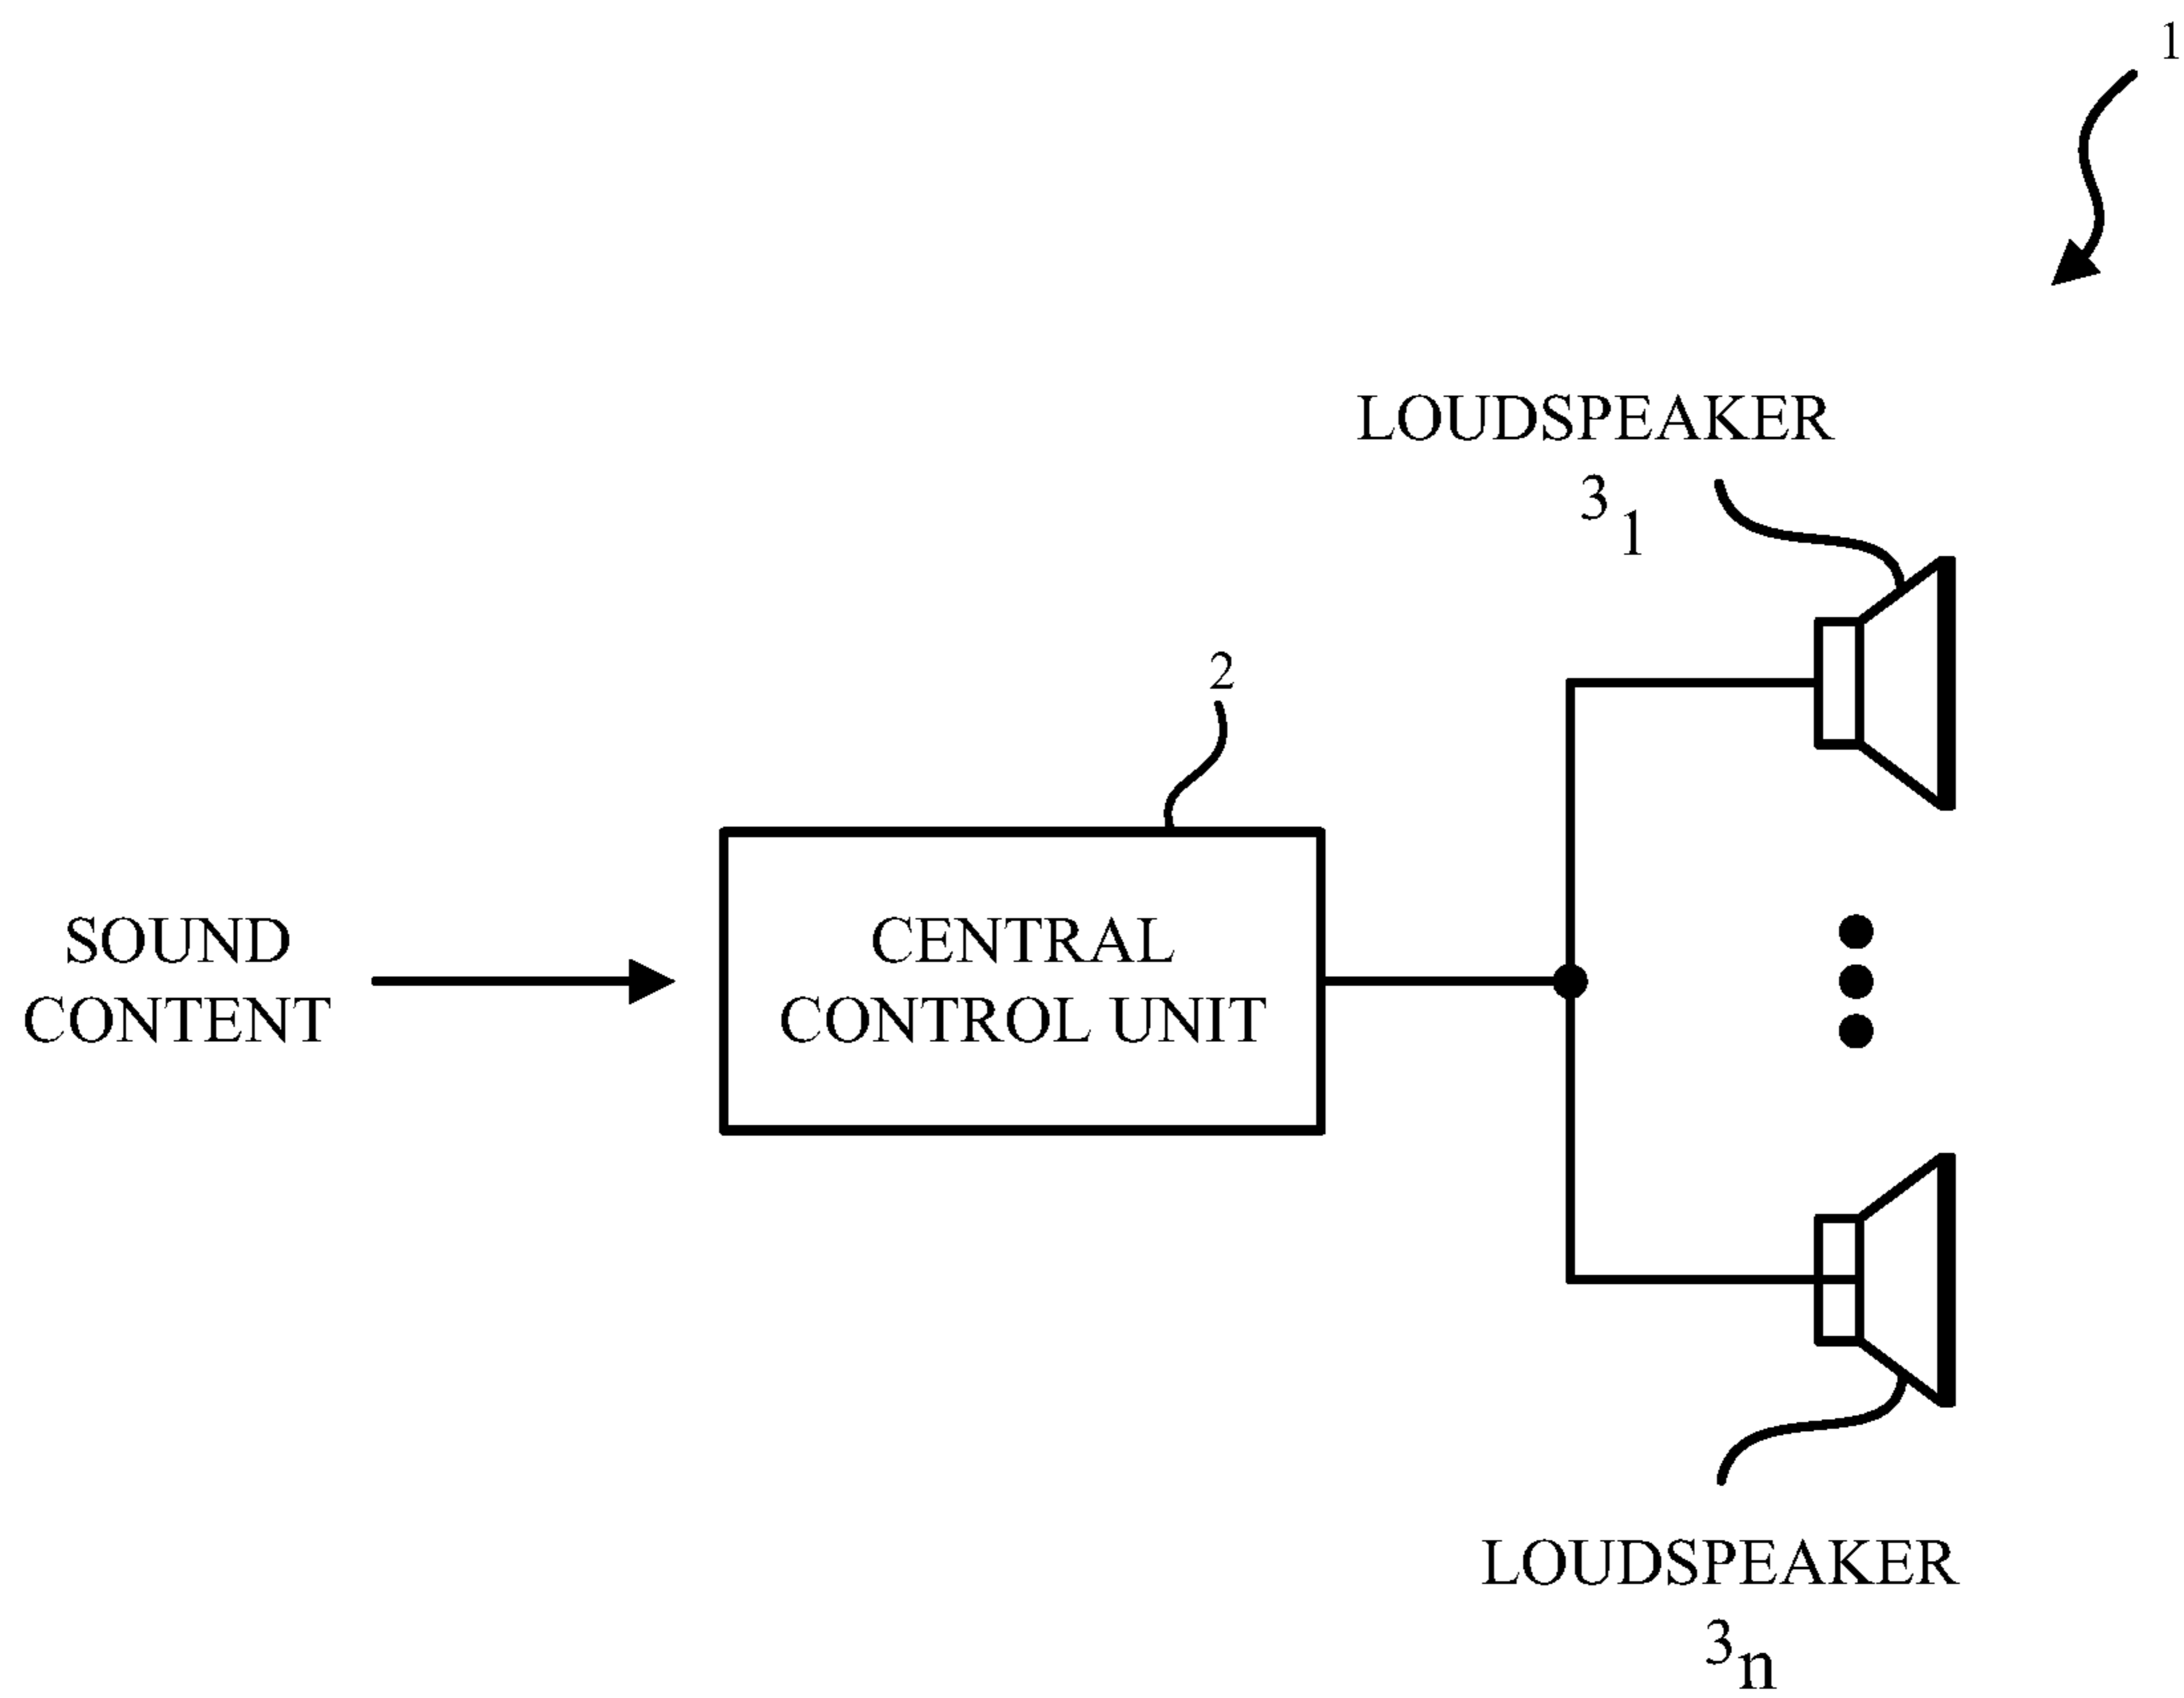 1
LOUDSPEAKER
3 1
2
SOUND
CONTENT
CENTRAL
CONTROL UNIT
LOUDSPEAKER
3n